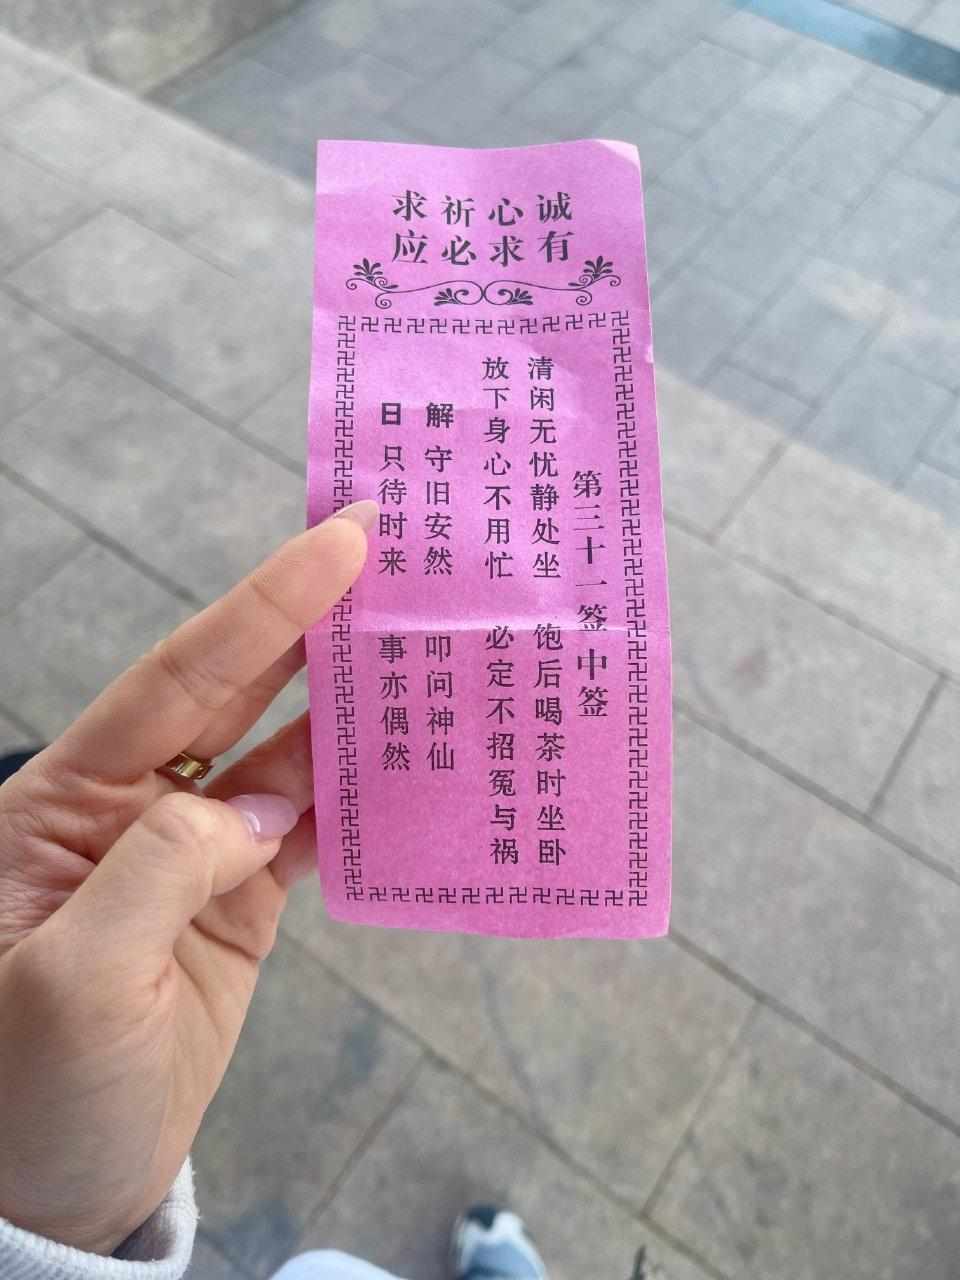 诚心祈求
有求必应
第三十一签 中签
清闲无忧静处坐 饱后喝茶时坐卧
放下身心不用忙 必定不招冤与祸
解 守旧安然 叩问神仙
日 只待时来 事亦偶然